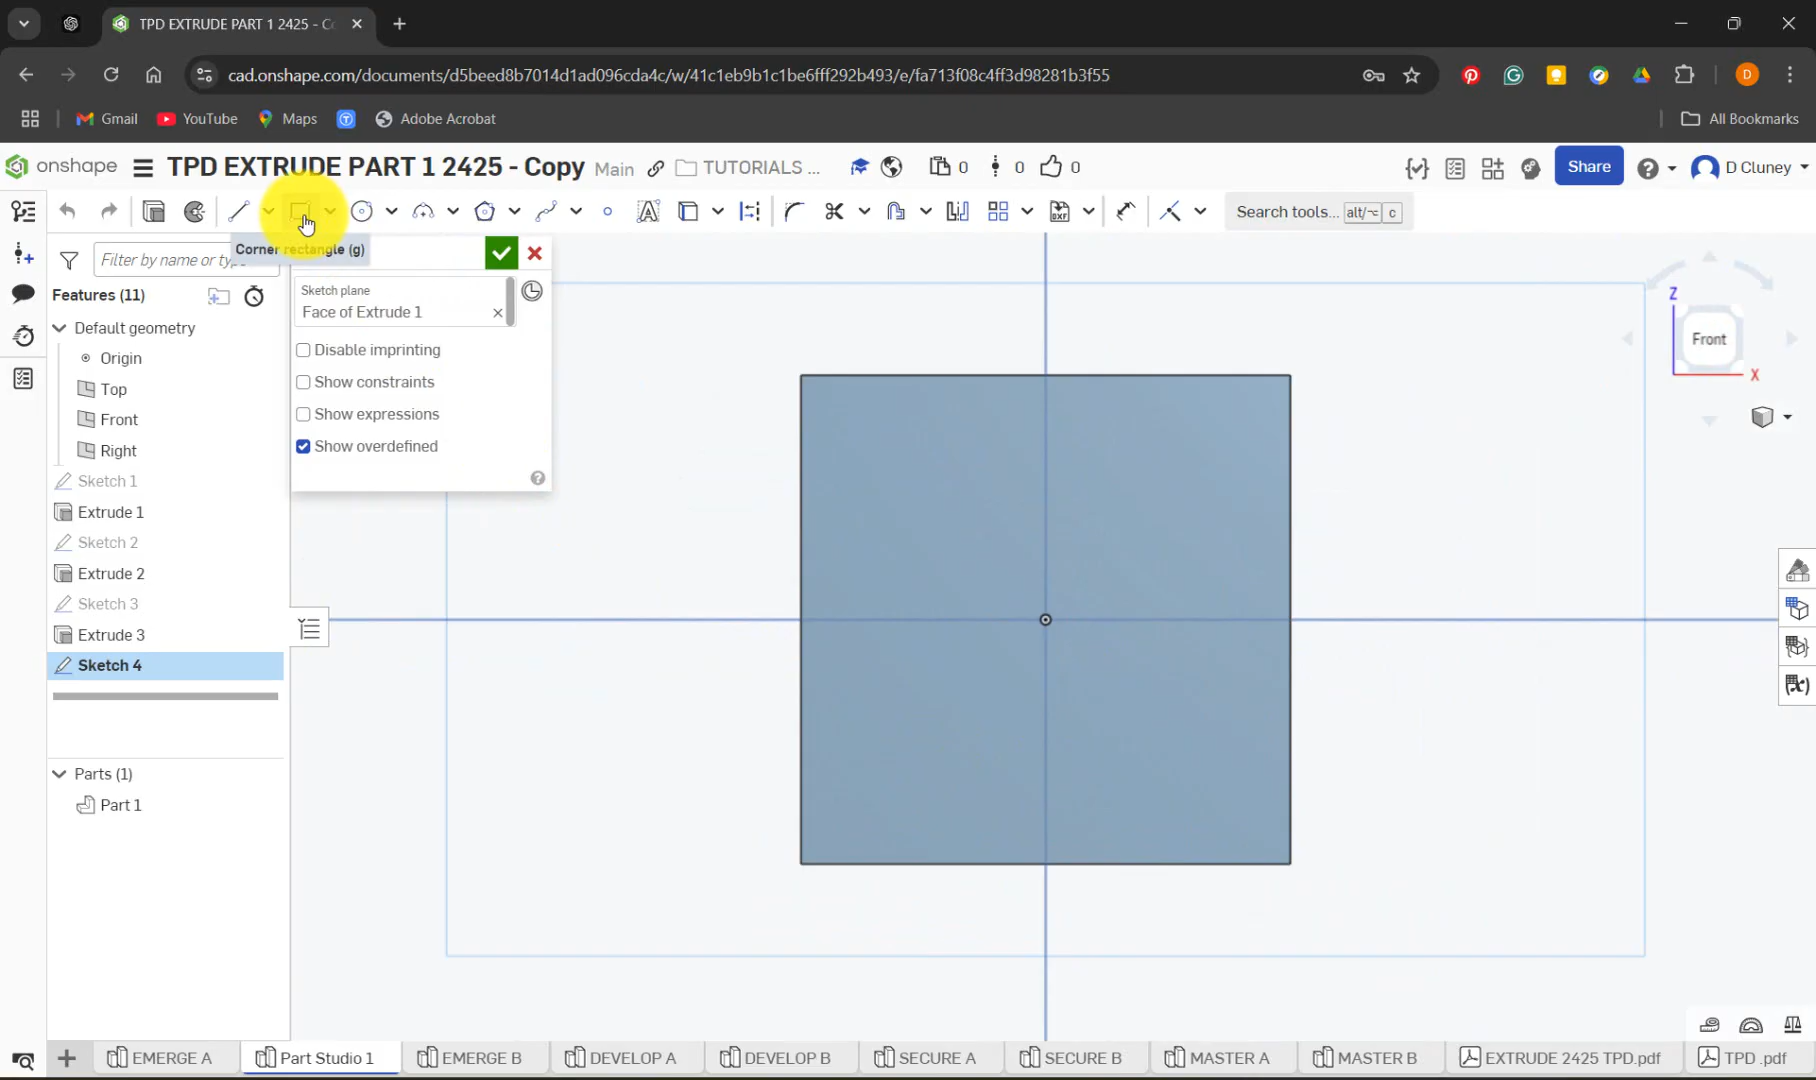 TPD EXTRUDE PART 1 2425 - C
cad.onshape.com/documents/d5beed8b7014d1ad096cda4c/w/41c1eb9b1c1be6fff292b493/e/fa713f08c4ff3d98281b3f55
D
Gmail YouTube Maps Adobe Acrobat All Bookmarks
onshape TPD EXTRUDE PART 1 2425 - Copy Main TUTORIALS ... 0 0 0 Share D Cluney
Search tools... alt/⌥ c
Corner rectangle (g)
Filter by name or ty
Features (11)
Default geometry
Origin
Top
Front
Right
Sketch 1
Extrude 1
Sketch 2
Extrude 2
Sketch 3
Extrude 3
Sketch 4
Parts (1)
Part 1
Sketch plane
Face of Extrude 1
Disable imprinting
Show constraints
Show expressions
Show overdefined
Z
Front
X
EMERGE A Part Studio 1 EMERGE B DEVELOP A DEVELOP B SECURE A SECURE B MASTER A MASTER B EXTRUDE 2425 TPD.pdf TPD .pdf